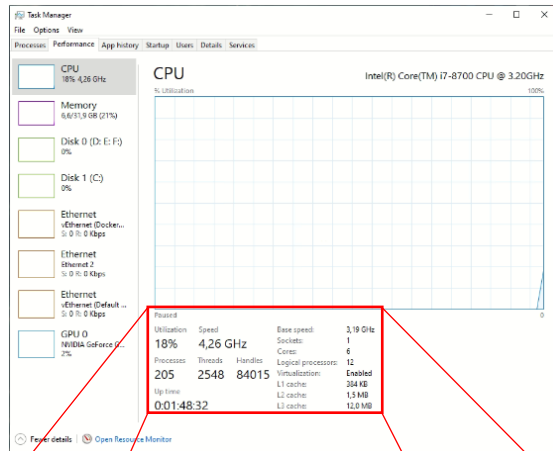 Task Manager
File Options View
Processes Performance App history Startup Users Details Services
CPU
18% 4,26 GHz
Memory
6,6/31,9 GB (21%)
Disk 0 (D: E: F:)
0%
Disk 1 (C:)
0%
Ethernet
vEthernet (Docker...
S: 0 R: 0 Kbps
Ethernet
Ethernet 2
S: 0 R: 0 Kbps
Ethernet
vEthernet (Default ...
S: 0 R: 0 Kbps
GPU 0
NVIDIA GeForce G...
2%
CPU
Intel(R) Core(TM) i7-8700 CPU @ 3.20GHz
% Utilization 100%
Paused 0
Utilization Speed
18% 4,26 GHz
Processes Threads Handles
205 2548 84015
Up time
0:01:48:32
Base speed: 3,19 GHz
Sockets: 1
Cores: 6
Logical processors: 12
Virtualization: Enabled
L1 cache: 384 KB
L2 cache: 1,5 MB
L3 cache: 12,0 MB
Fewer details Open Resource Monitor